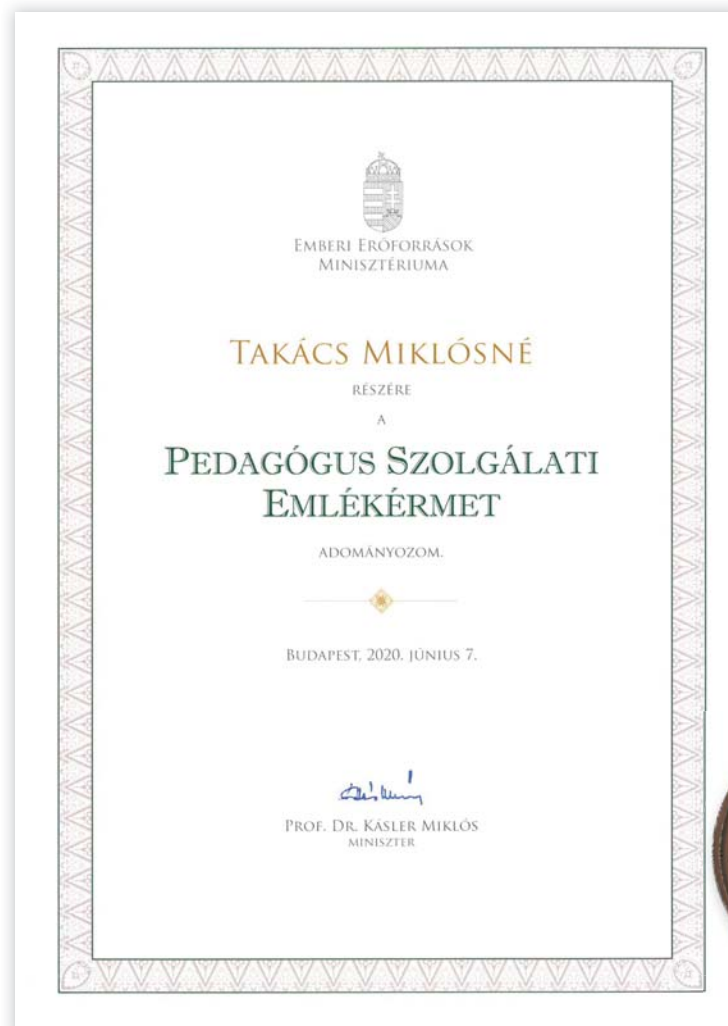 EMBERI ERŐFORRÁSOK
MINISZTÉRIUMA
TAKÁCS MIKLÓSNÉ
RÉSZÉRE
A
PEDAGÓGUS SZOLGÁLATI
EMLÉKÉRMET
ADOMÁNYOZOM.
BUDAPEST, 2020. JÚNIUS 7.
PROF. DR. KÁSLER MIKLÓS
MINISZTER